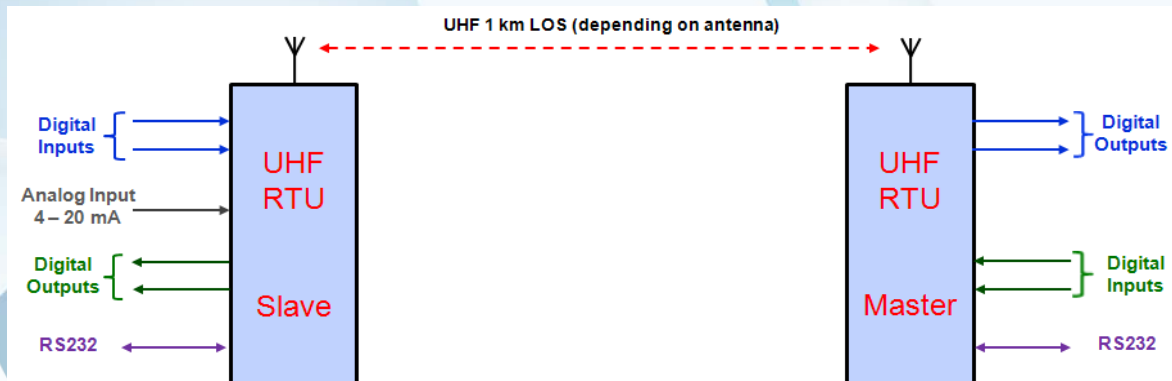 UHF 1 km LOS (depending on antenna)
Digital
Inputs
Analog Input
4 – 20 mA
Digital
Outputs
RS232
UHF
RTU
Slave
UHF
RTU
Master
Digital
Outputs
Digital
Inputs
RS232